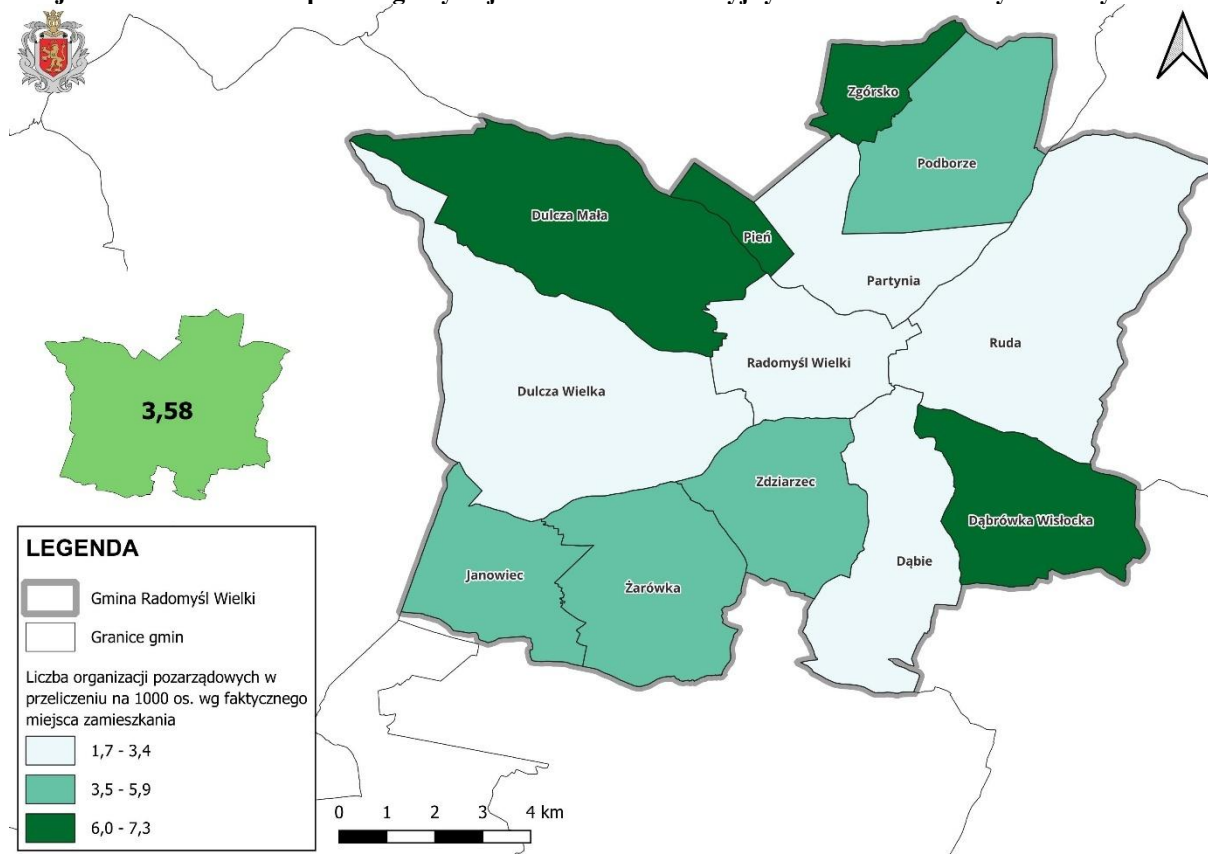 Zgórsko
Podborze
Dulcza Mała
Pień
Partynia
Ruda
Radomyśl Wielki
Dulcza Wielka
3,58
Zdziarzec
Dąbrówka Wisłocka
Dąbie
Janowiec
Żarówka
LEGENDA
Gmina Radomyśl Wielki
Granice gmin
Liczba organizacji pozarządowych w
przeliczeniu na 1000 os. wg faktycznego
miejsca zamieszkania
1,7 - 3,4
3,5 - 5,9
6,0 - 7,3
0 1 2 3 4 km